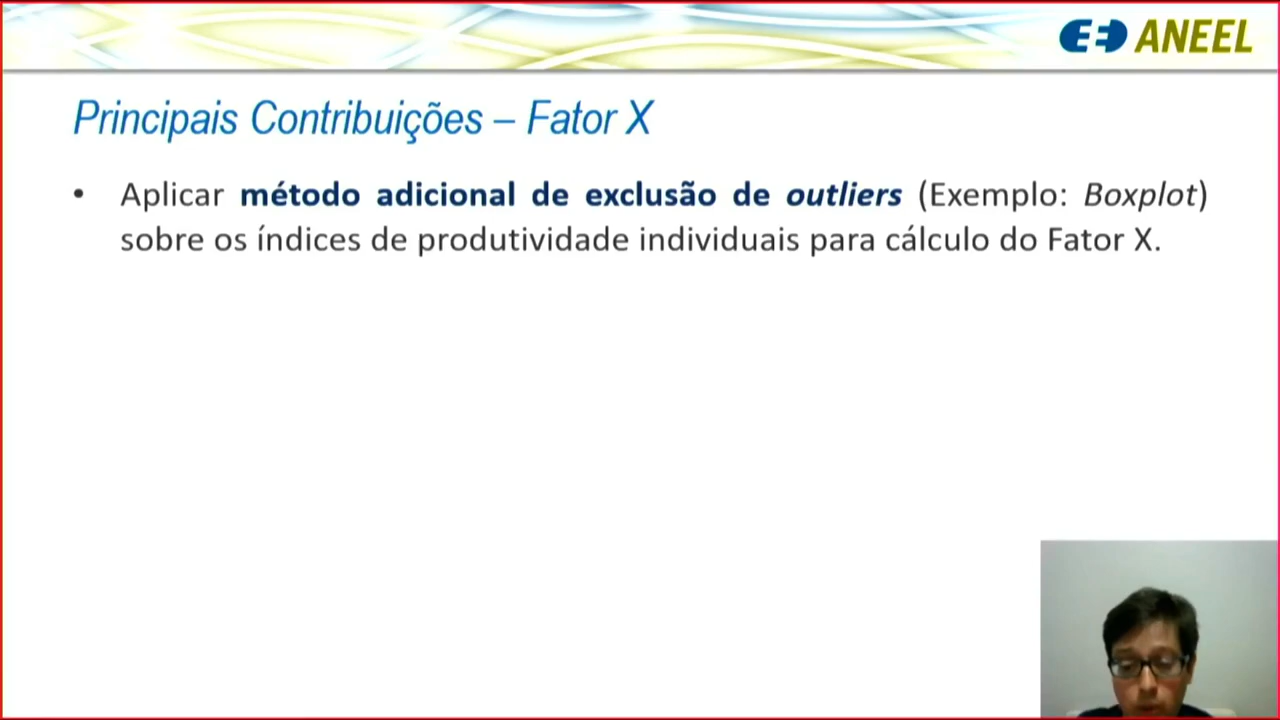 ANEEL
Principais Contribuições – Fator X
• Aplicar método adicional de exclusão de outliers (Exemplo: Boxplot)
sobre os índices de produtividade individuais para cálculo do Fator X.